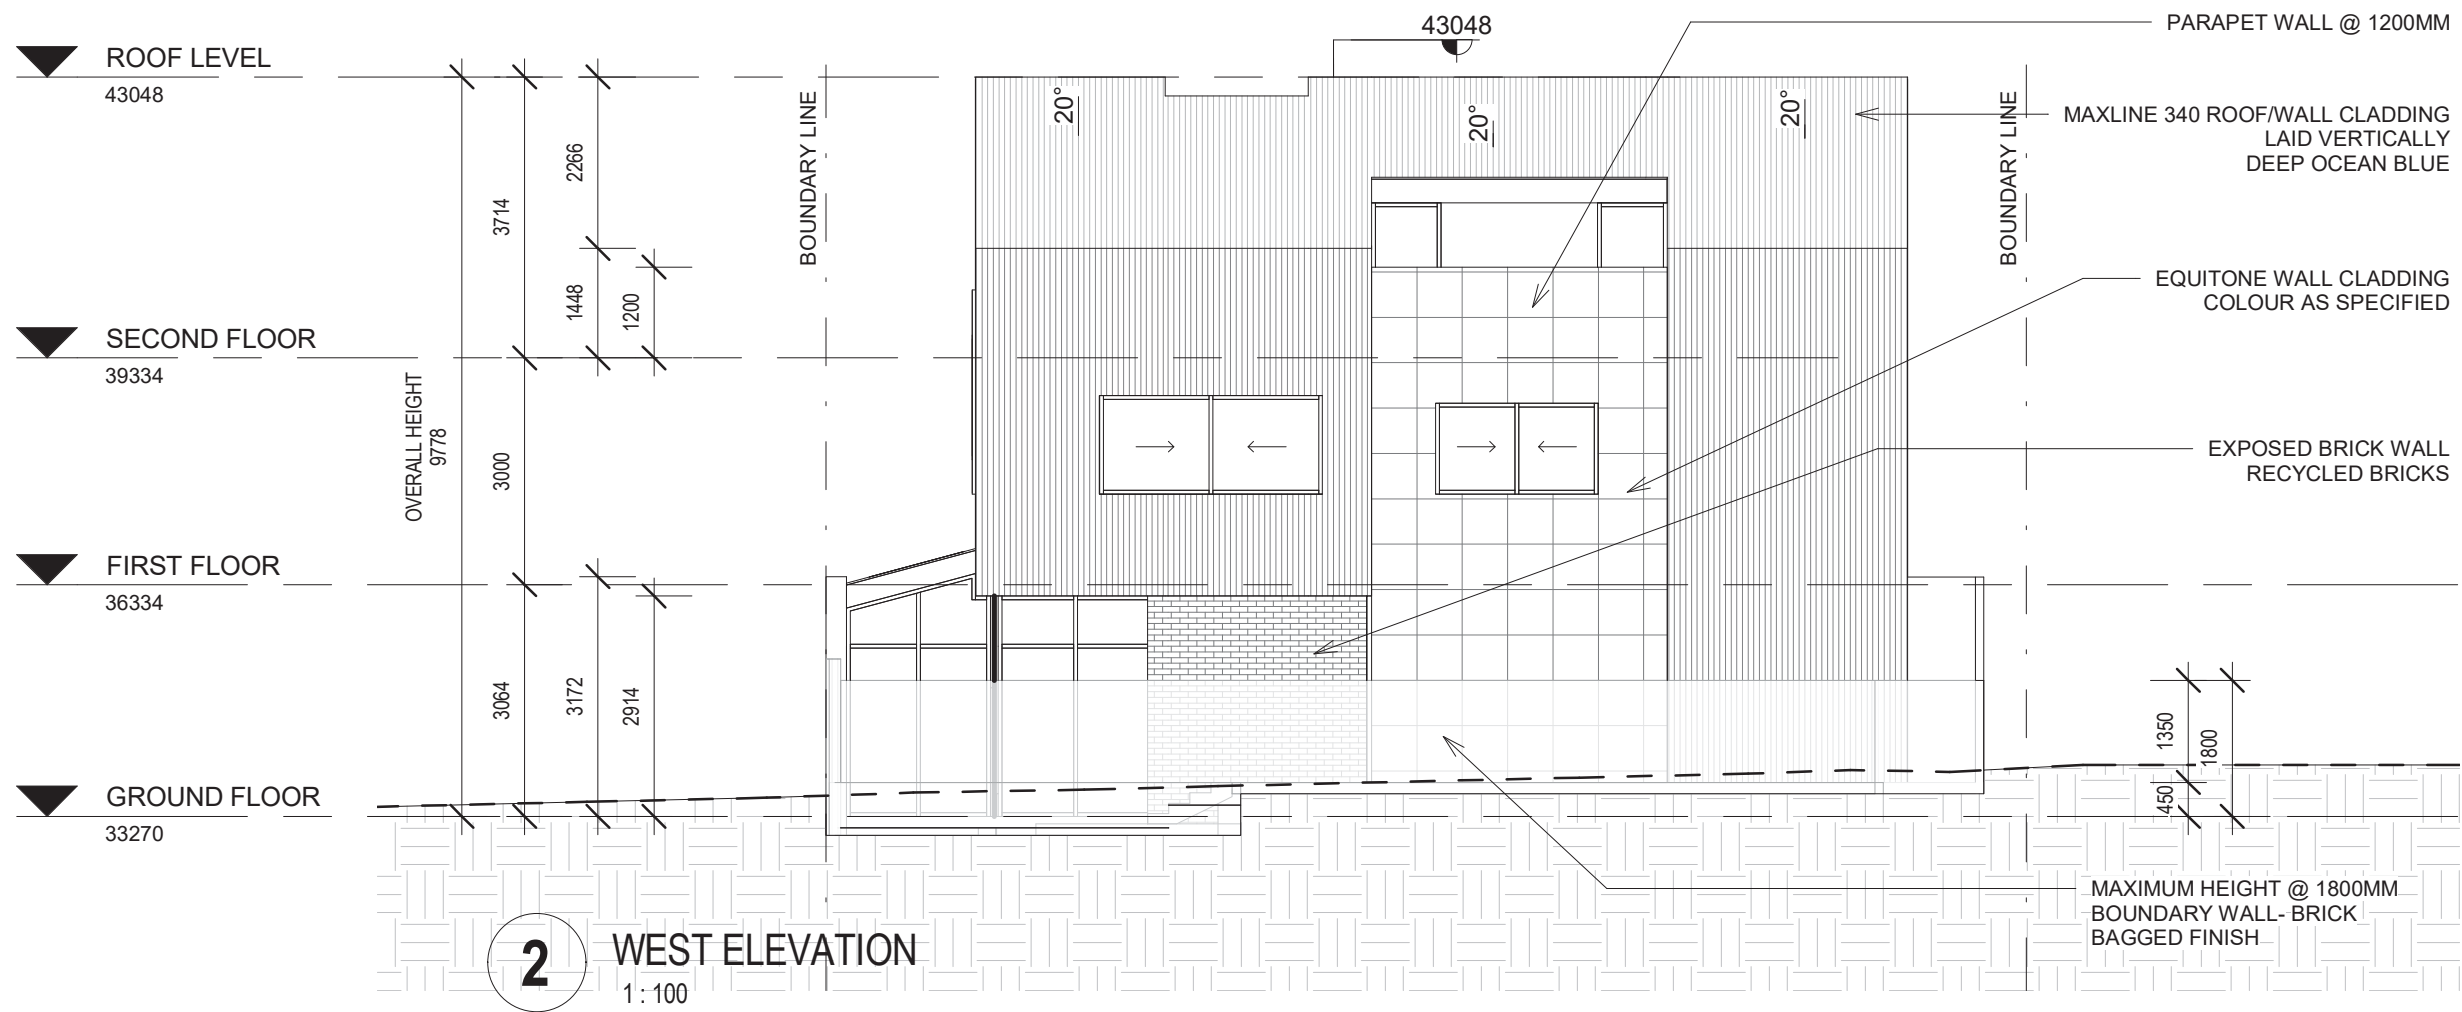 43048
PARAPET WALL @ 1200MM
ROOF LEVEL
43048
BOUNDARY LINE
20°
20°
20°
BOUNDARY LINE
MAXLINE 340 ROOF/WALL CLADDING
LAID VERTICALLY
DEEP OCEAN BLUE
2266
3714
1448
1200
EQUITONE WALL CLADDING
COLOUR AS SPECIFIED
SECOND FLOOR
39334
OVERALL HEIGHT
9778
3000
EXPOSED BRICK WALL
RECYCLED BRICKS
FIRST FLOOR
36334
3064
3172
2914
1350
1800
450
GROUND FLOOR
33270
MAXIMUM HEIGHT @ 1800MM
BOUNDARY WALL- BRICK
BAGGED FINISH
2
WEST ELEVATION
1 : 100